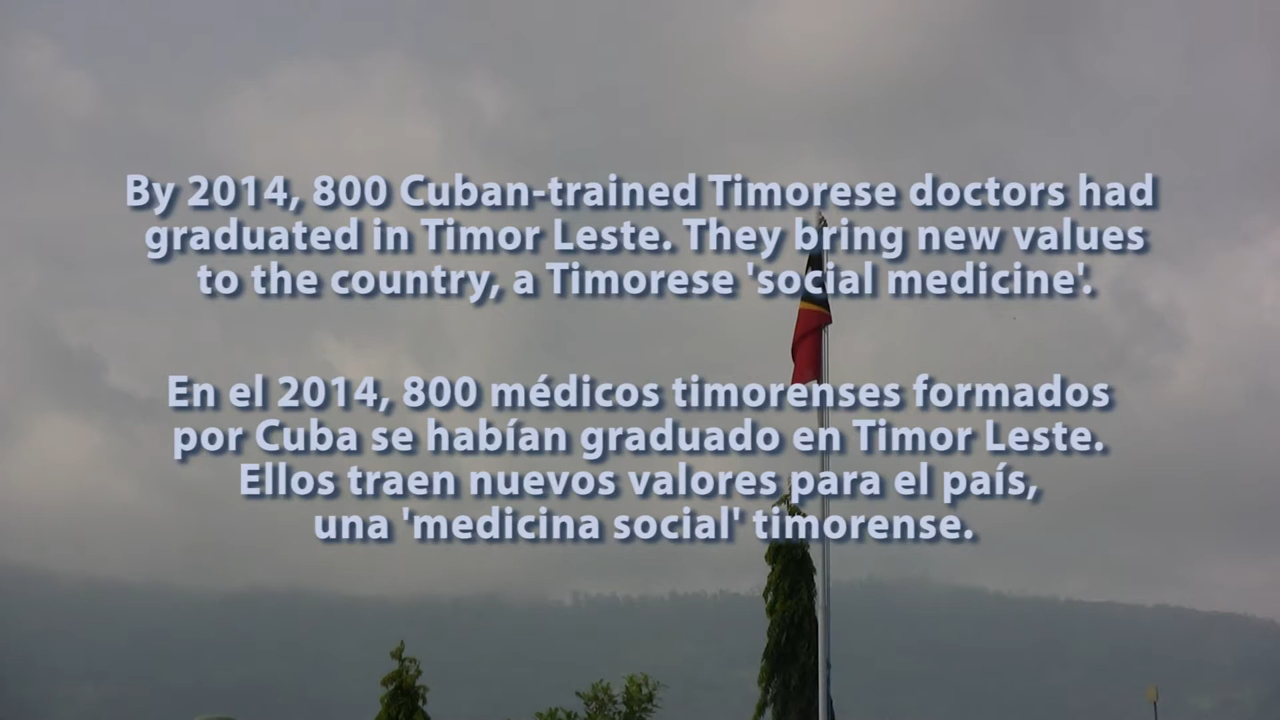 By 2014, 800 Cuban-trained Timorese doctors had
graduated in Timor Leste. They bring new values
to the country, a Timorese 'social medicine'.
En el 2014, 800 médicos timorenses formados
por Cuba se habían graduado en Timor Leste.
Ellos traen nuevos valores para el país,
una 'medicina social' timorense.